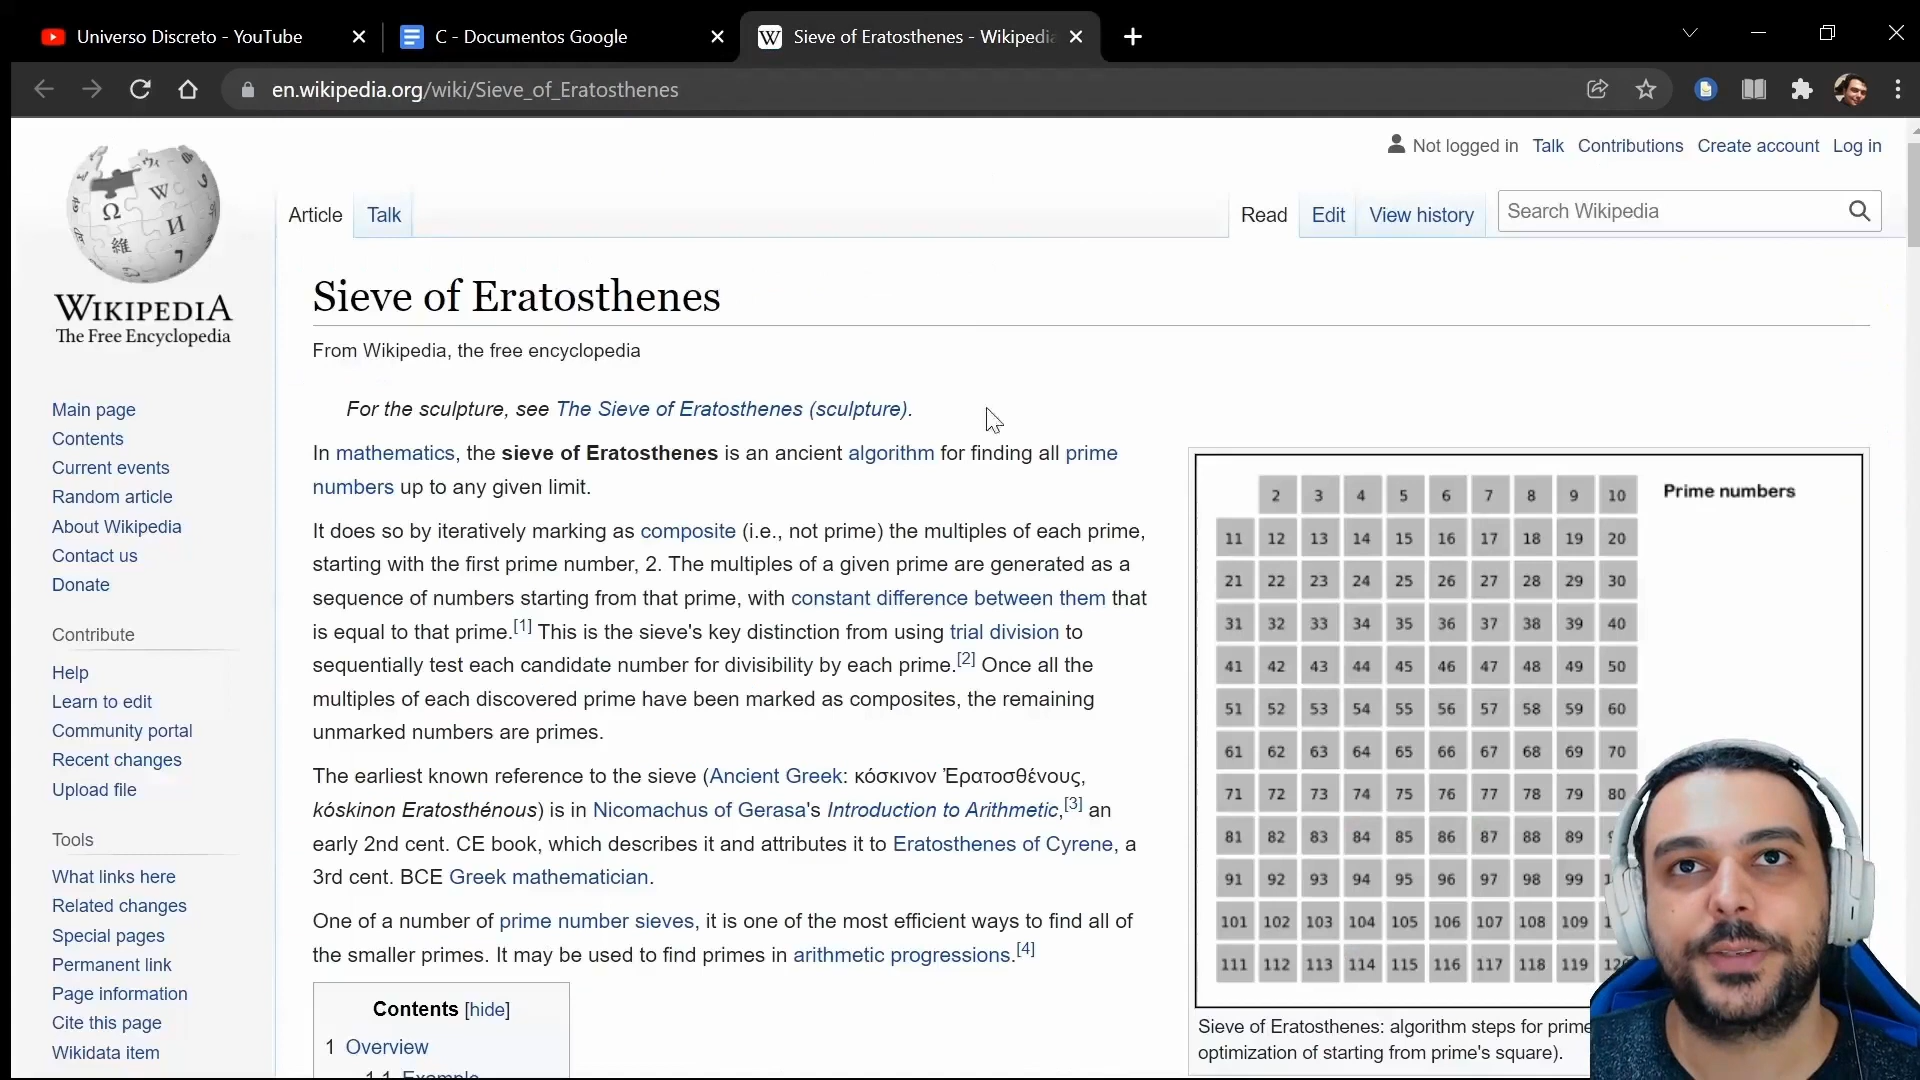 Universo Discreto - YouTube
C - Documentos Google
Sieve of Eratosthenes - Wikipedia
en.wikipedia.org/wiki/Sieve_of_Eratosthenes
Not logged in Talk Contributions Create account Log in
Article Talk
Read Edit View history
Search Wikipedia
WIKIPEDIA
The Free Encyclopedia
Main page
Contents
Current events
Random article
About Wikipedia
Contact us
Donate
Contribute
Help
Learn to edit
Community portal
Recent changes
Upload file
Tools
What links here
Related changes
Special pages
Permanent link
Page information
Cite this page
Wikidata item
Sieve of Eratosthenes
From Wikipedia, the free encyclopedia
For the sculpture, see The Sieve of Eratosthenes (sculpture).
In mathematics, the sieve of Eratosthenes is an ancient algorithm for finding all prime
numbers up to any given limit.
It does so by iteratively marking as composite (i.e., not prime) the multiples of each prime,
starting with the first prime number, 2. The multiples of a given prime are generated as a
sequence of numbers starting from that prime, with constant difference between them that
is equal to that prime.[1] This is the sieve's key distinction from using trial division to
sequentially test each candidate number for divisibility by each prime.[2] Once all the
multiples of each discovered prime have been marked as composites, the remaining
unmarked numbers are primes.
The earliest known reference to the sieve (Ancient Greek: κόσκινον Ἐρατοσθένους,
kóskinon Eratosthénous) is in Nicomachus of Gerasa's Introduction to Arithmetic,[3] an
early 2nd cent. CE book, which describes it and attributes it to Eratosthenes of Cyrene, a
3rd cent. BCE Greek mathematician.
One of a number of prime number sieves, it is one of the most efficient ways to find all of
the smaller primes. It may be used to find primes in arithmetic progressions.[4]
Contents [hide]
1 Overview
1.1 Example
Prime numbers
2 3 4 5 6 7 8 9 10
11 12 13 14 15 16 17 18 19 20
21 22 23 24 25 26 27 28 29 30
31 32 33 34 35 36 37 38 39 40
41 42 43 44 45 46 47 48 49 50
51 52 53 54 55 56 57 58 59 60
61 62 63 64 65 66 67 68 69 70
71 72 73 74 75 76 77 78 79 80
81 82 83 84 85 86 87 88 89
91 92 93 94 95 96 97 98 99
101 102 103 104 105 106 107 108 109
111 112 113 114 115 116 117 118 119 120
Sieve of Eratosthenes: algorithm steps for prime
optimization of starting from prime's square).